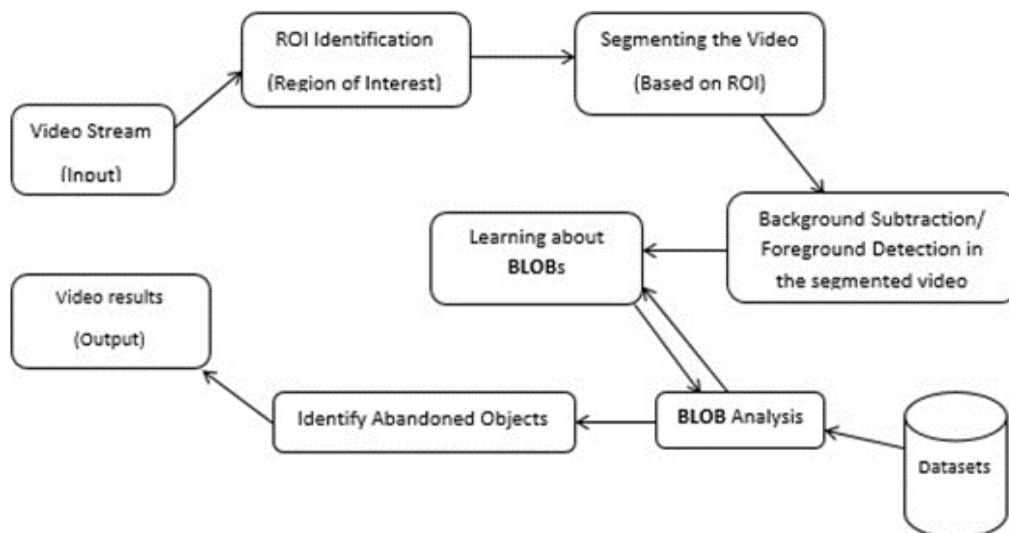 Video Stream
(Input)
ROI Identification
(Region of Interest)
Segmenting the Video
(Based on ROI)
Background Subtraction/
Foreground Detection in
the segmented video
Learning about
BLOBs
BLOB Analysis
Datasets
Identify Abandoned Objects
Video results
(Output)